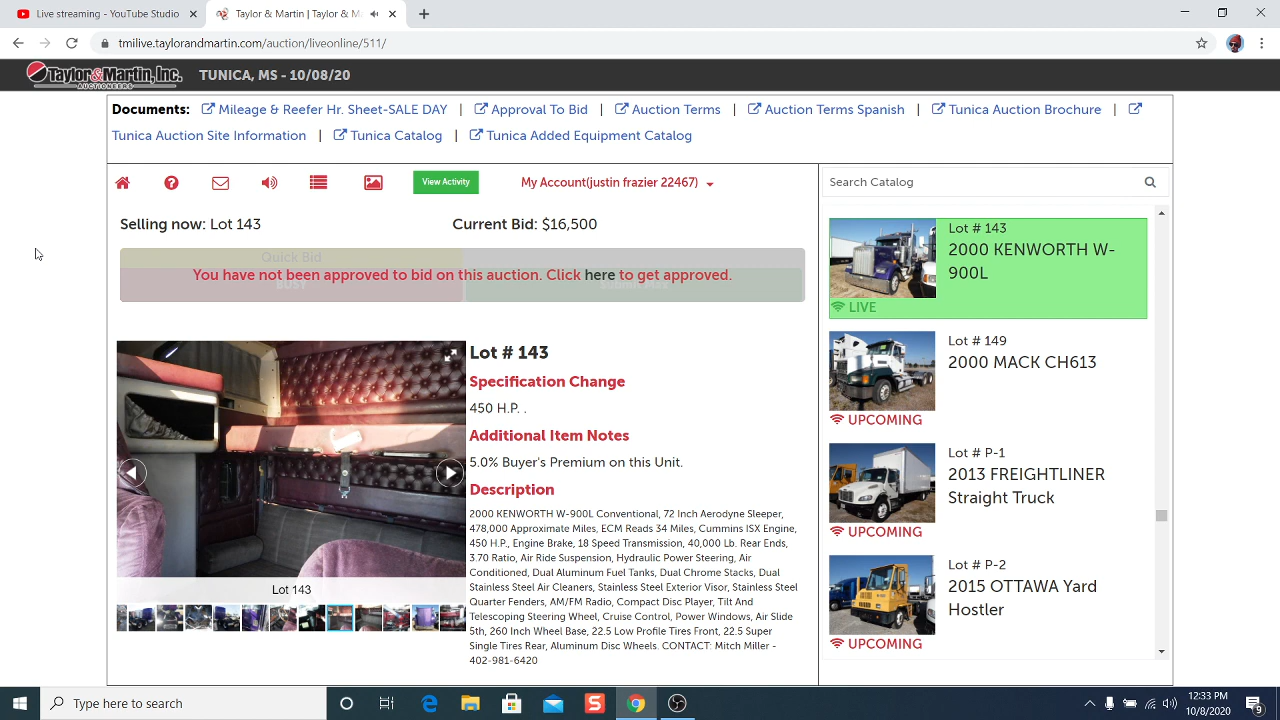 Live streaming - YouTube Studio
Taylor & Martin | Taylor & M
tmlive.taylorandmartin.com/auction/liveonline/511/
Taylor&Martin, Inc.
AUCTIONEERS
TUNICA, MS - 10/08/20
Documents: Mileage & Reefer Hr. Sheet-SALE DAY | Approval To Bid | Auction Terms | Auction Terms Spanish | Tunica Auction Brochure |
Tunica Auction Site Information | Tunica Catalog | Tunica Added Equipment Catalog
View Activity
My Account(justin frazier 22467)
Selling now: Lot 143
Current Bid: $16,500
Quick Bid
You have not been approved to bid on this auction. Click here to get approved.
BUSY
Submit Max
Lot 143
Lot # 143
Specification Change
450 H.P. .
Additional Item Notes
5.0% Buyer's Premium on this Unit.
Description
2000 KENWORTH W-900L Conventional, 72 Inch Aerodyne Sleeper,
478,000 Approximate Miles, ECM Reads 34 Miles, Cummins ISX Engine,
450 H.P., Engine Brake, 18 Speed Transmission, 40,000 Lb. Rear Ends,
3.70 Ratio, Air Ride Suspension, Hydraulic Power Steering, Air
Conditioned, Dual Aluminum Fuel Tanks, Dual Chrome Stacks, Dual
Stainless Steel Air Cleaners, Stainless Steel Exterior Visor, Stainless Steel
Quarter Fenders, AM/FM Radio, Compact Disc Player, Tilt And
Telescoping Steering Wheel, Cruise Control, Power Windows, Air Slide
5th, 260 Inch Wheel Base, 22.5 Low Profile Tires Front, 22.5 Super
Single Tires Rear, Aluminum Disc Wheels. CONTACT: Mitch Miller -
402-981-6420
Search Catalog
Lot # 143
2000 KENWORTH W-
900L
LIVE
Lot # 149
2000 MACK CH613
UPCOMING
Lot # P-1
2013 FREIGHTLINER
Straight Truck
UPCOMING
Lot # P-2
2015 OTTAWA Yard
Hostler
UPCOMING
Type here to search
12:33 PM
10/8/2020
9